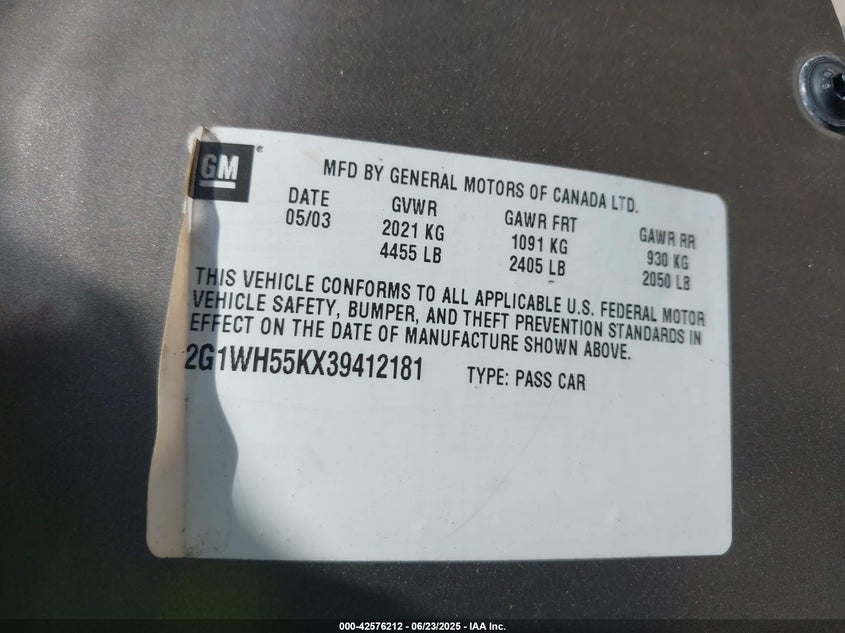 GM®
MFD BY GENERAL MOTORS OF CANADA LTD.
DATE GVWR GAWR FRT GAWR RR
05/03 2021 KG 1091 KG 930 KG
4455 LB 2405 LB 2050 LB
THIS VEHICLE CONFORMS TO ALL APPLICABLE U.S. FEDERAL MOTOR
VEHICLE SAFETY, BUMPER, AND THEFT PREVENTION STANDARDS IN
EFFECT ON THE DATE OF MANUFACTURE SHOWN ABOVE.
2G1WH55KX39412181 TYPE: PASS CAR
000-42576212 - 06/23/2025 - IAA Inc.